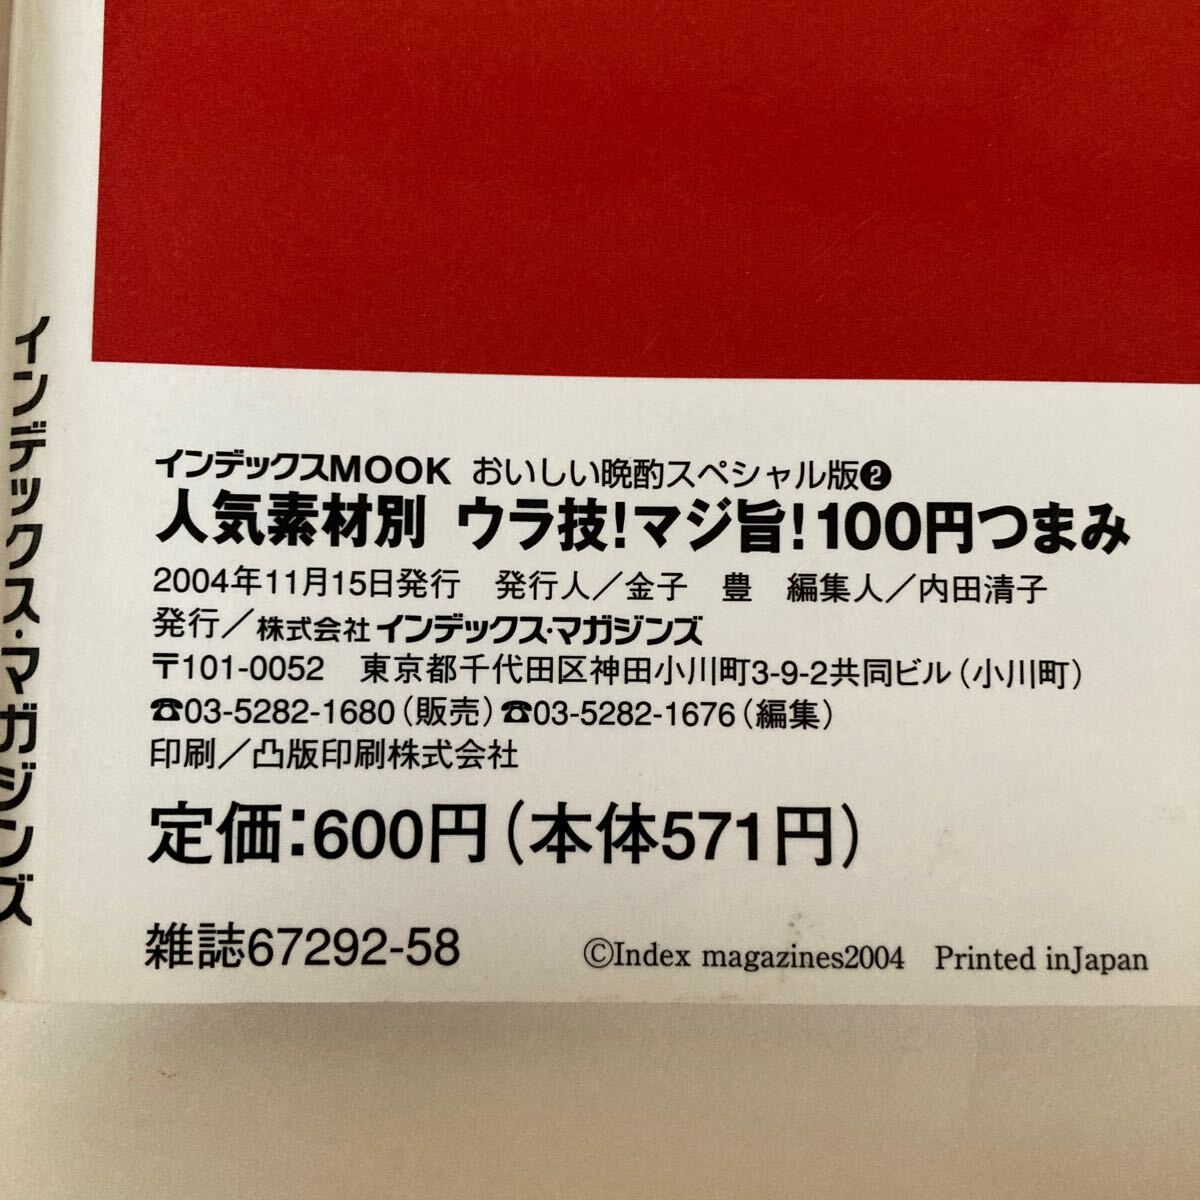 インデックス・マガジンズ
インデックスMOOK おいしい晩酌スペシャル版❷
人気素材別 ウラ技!マジ旨!100円つまみ
2004年11月15日発行 発行人／金子 豊 編集人／内田清子
発行／株式会社インデックス・マガジンズ
〒101-0052 東京都千代田区神田小川町3-9-2共同ビル（小川町）
☎03-5282-1680（販売）☎03-5282-1676（編集）
印刷／凸版印刷株式会社
定価：600円（本体571円）
雑誌67292-58
©Index magazines2004 Printed inJapan